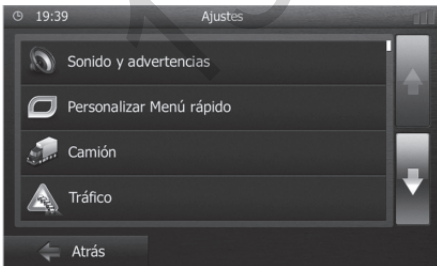 19:39 Ajustes
Sonido y advertencias
Personalizar Menú rápido
Camión
Tráfico
Atrás